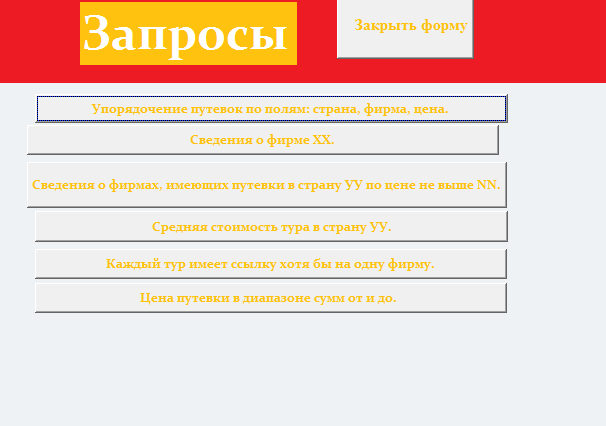 Запросы
Закрыть форму
Упорядочение путевок по полям: страна, фирма, цена.
Сведения о фирме XX.
Сведения о фирмах, имеющих путевки в страну УУ по цене не выше NN.
Средняя стоимость тура в страну УУ.
Каждый тур имеет ссылку хотя бы на одну фирму.
Цена путевки в диапазоне сумм от и до.